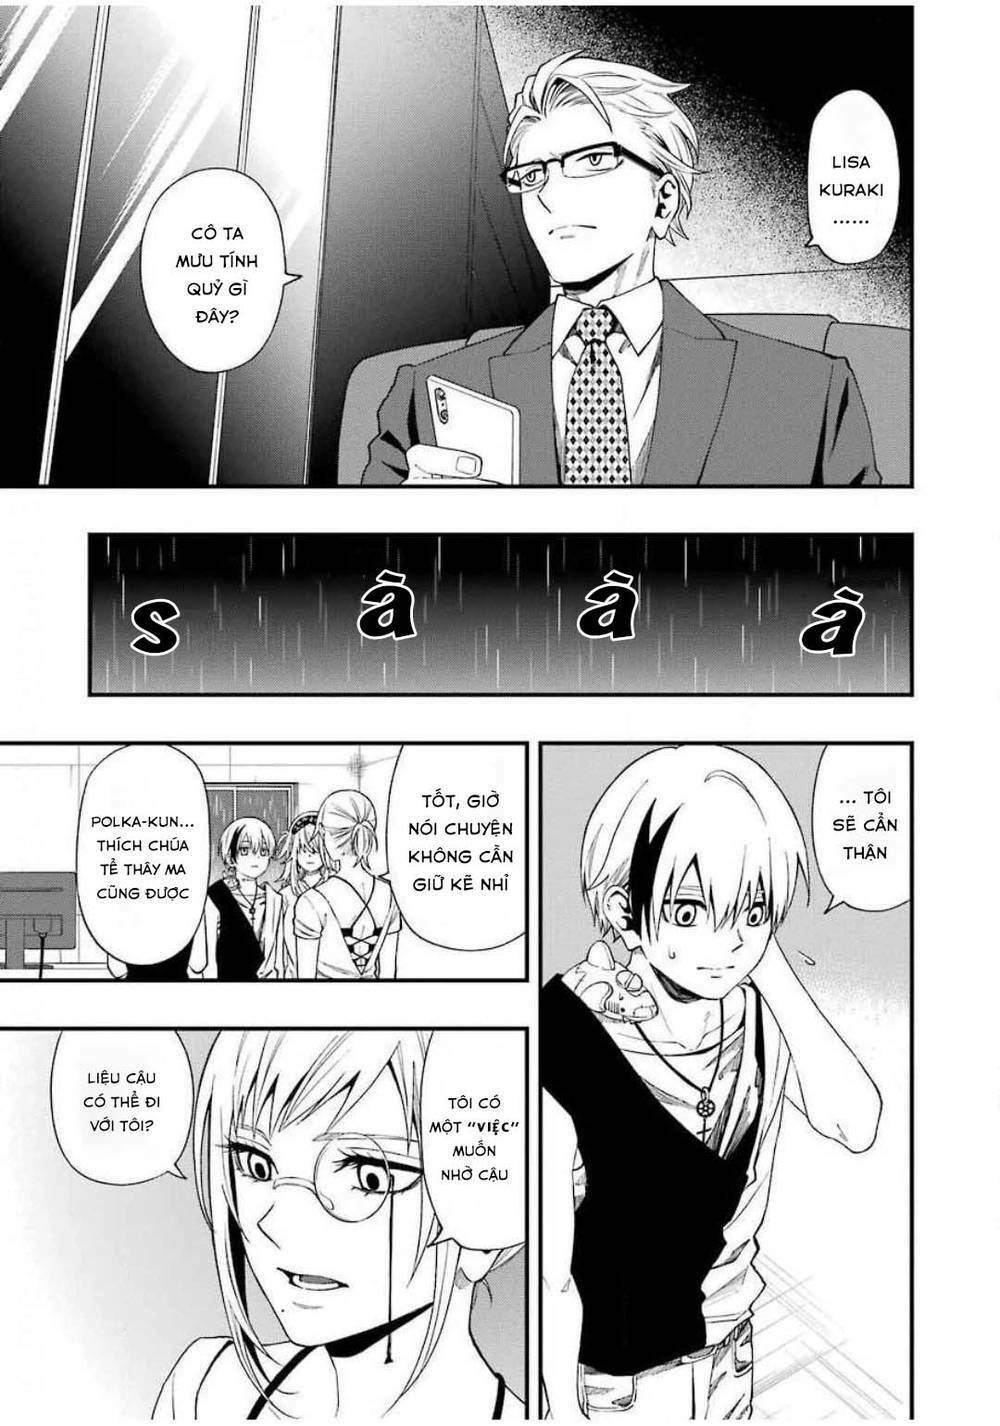 LISA
KURAKI
......
CÔ TA
MƯU TÍNH
QUỶ GÌ
ĐÂY?
SÀÀÀ
... TÔI
SẼ CẨN
THẬN
TỐT, GIỜ
NÓI CHUYỆN
KHÔNG CẦN
GIỮ KẼ NHỈ
POLKA-KUN...
THÍCH CHÚA
TỂ THÂY MA
CŨNG ĐƯỢC
TÔI CÓ
MỘT “VIỆC”
MUỐN
NHỜ CẬU
LIỆU CẬU
CÓ THỂ ĐI
VỚI TÔI?